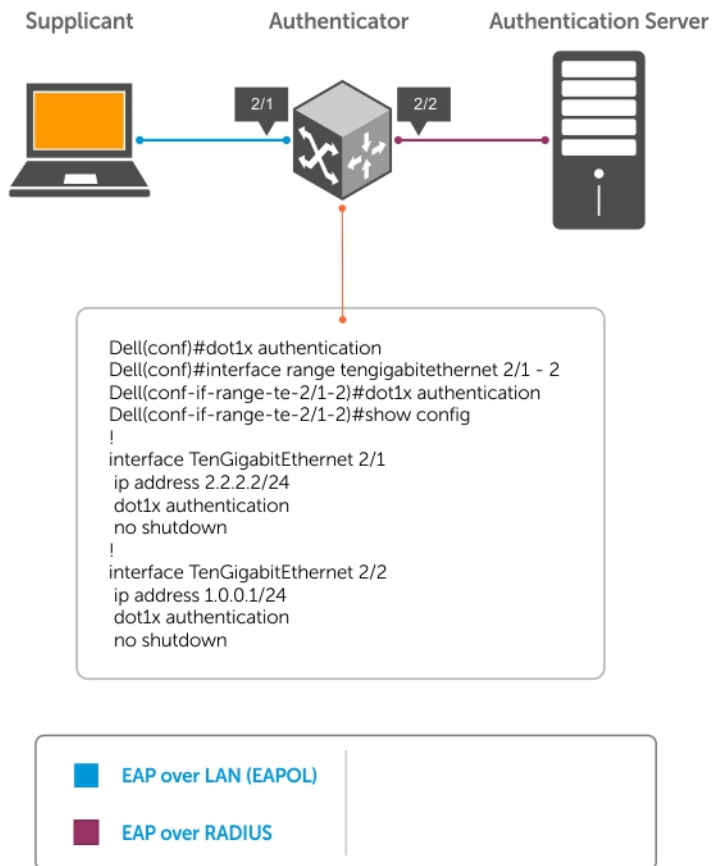 Supplicant
Authenticator
Authentication Server
2/1
2/2
Dell(conf)#dot1x authentication
Dell(conf)#interface range tengigabitethernet 2/1 - 2
Dell(conf-if-range-te-2/1-2)#dot1x authentication
Dell(conf-if-range-te-2/1-2)#show config
!
interface TenGigabitEthernet 2/1
ip address 2.2.2.2/24
dot1x authentication
no shutdown
!
interface TenGigabitEthernet 2/2
ip address 1.0.0.1/24
dot1x authentication
no shutdown
EAP over LAN (EAPOL)
EAP over RADIUS